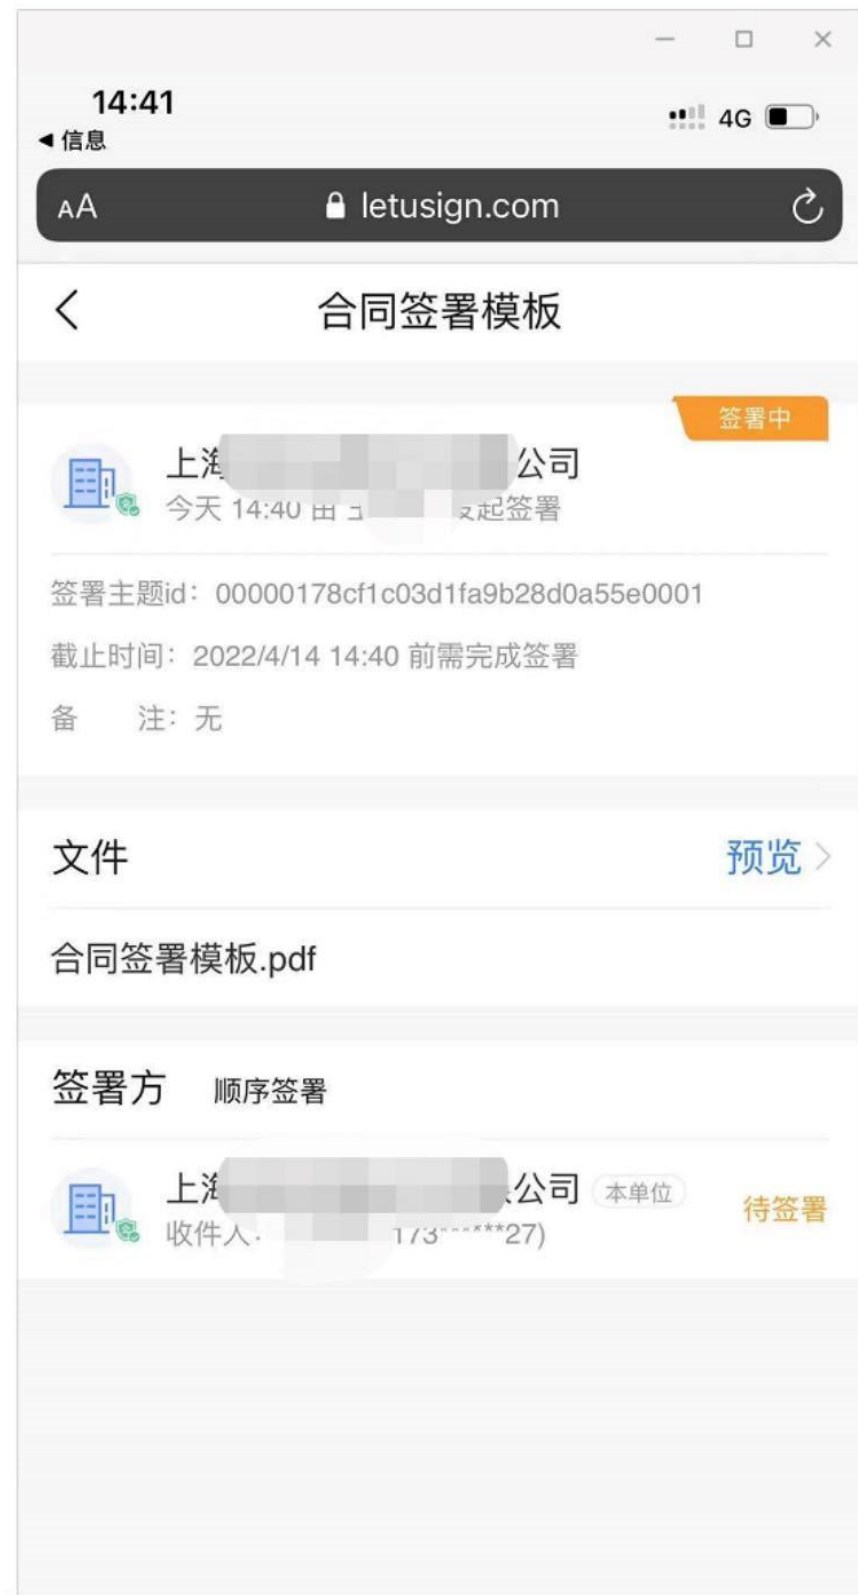 14:41
4G
◀ 信息
AA letusign.com
合同签署模板
签署中
上海 公司
今天 14:40 由 发起签署
签署主题id：00000178cf1c03d1fa9b28d0a55e0001
截止时间：2022/4/14 14:40 前需完成签署
备 注：无
文件 预览
合同签署模板.pdf
签署方 顺序签署
上海 公司 本单位
待签署
收件人: 173******27)